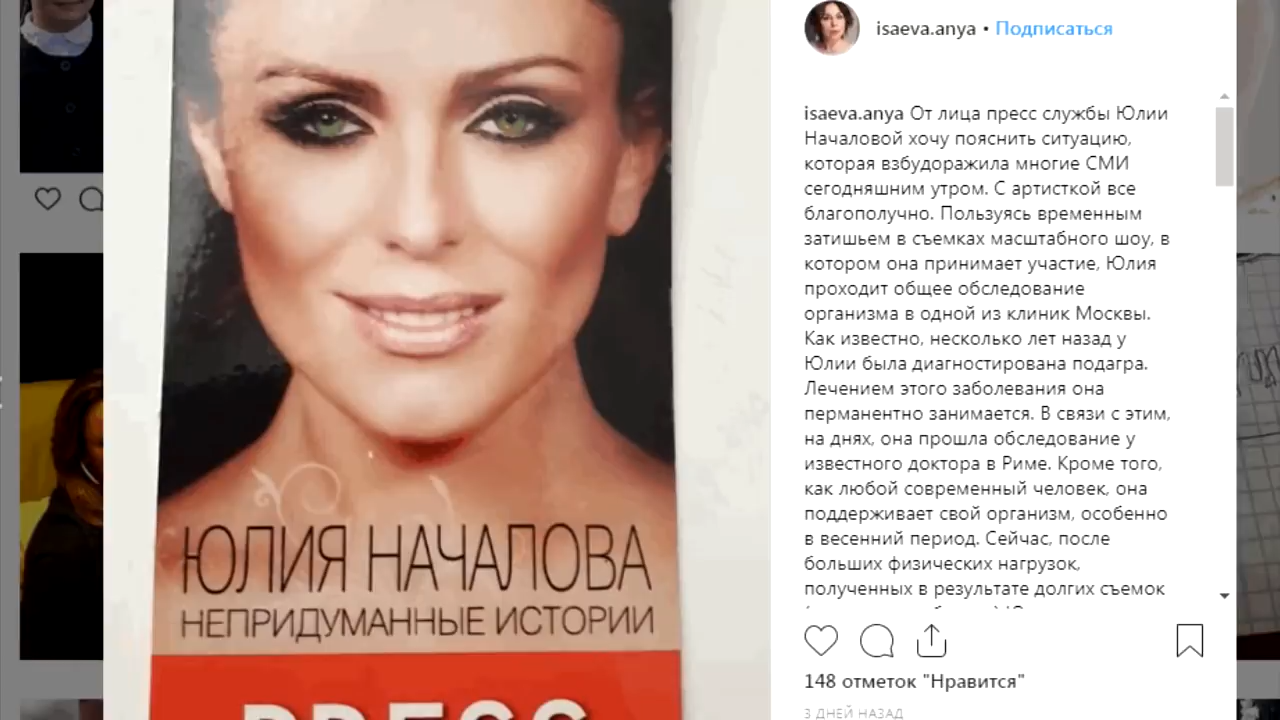 isaeva.anya • Подписаться
isaeva.anya От лица пресс службы Юлии
Началовой хочу пояснить ситуацию,
которая взбудоражила многие СМИ
сегодняшним утром. С артисткой все
благополучно. Пользуясь временным
затишьем в съемках масштабного шоу, в
котором она принимает участие, Юлия
проходит общее обследование
организма в одной из клиник Москвы.
Как известно, несколько лет назад у
Юлии была диагностирована подагра.
Лечением этого заболевания она
перманентно занимается. В связи с этим,
на днях, она прошла обследование у
известного доктора в Риме. Кроме того,
как любой современный человек, она
поддерживает свой организм, особенно
в весенний период. Сейчас, после
больших физических нагрузок,
полученных в результате долгих съемок
148 отметок "Нравится"
3 ДНЕЙ НАЗАД
ЮЛИЯ НАЧАЛОВА
НЕПРИДУМАННЫЕ ИСТОРИИ
PRESS